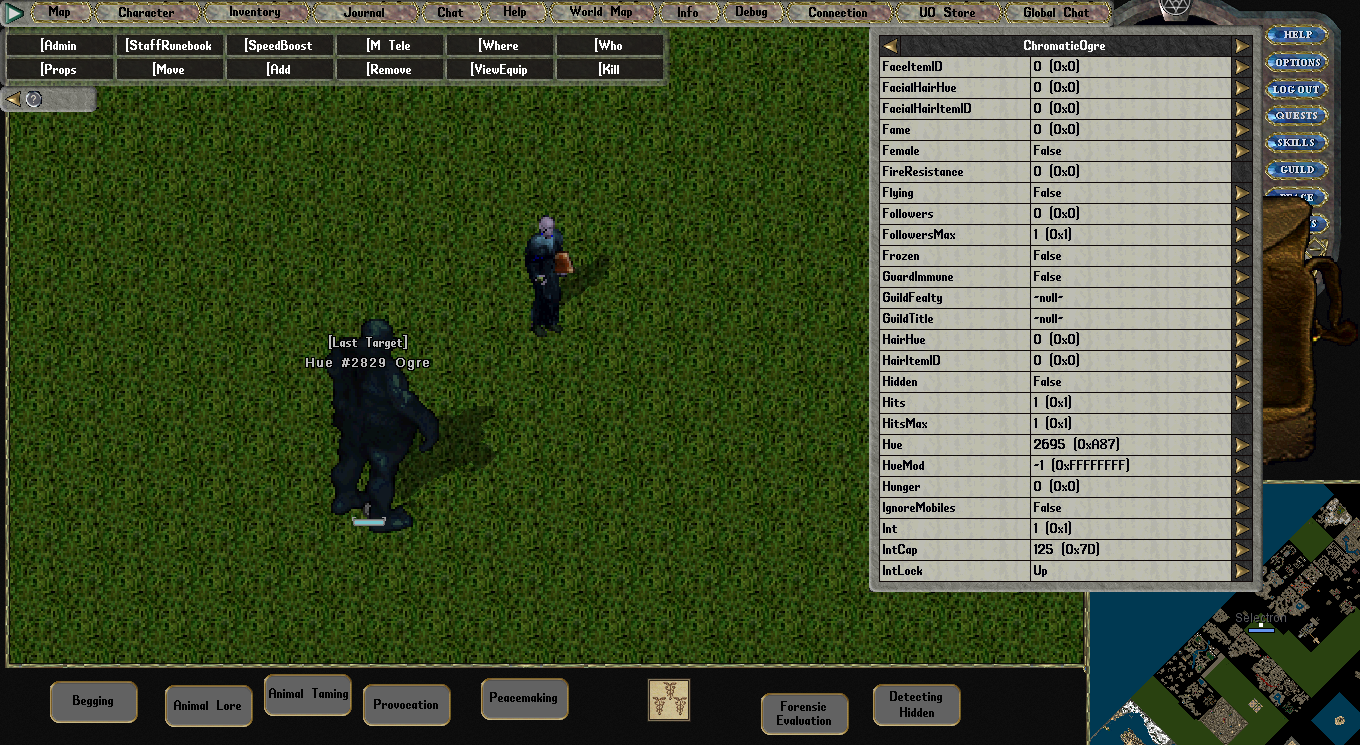 Map Character Inventory Journal Chat Help World Map Info Debug Connection UO Store Global Chat
[Admin [StaffRunebook [SpeedBoost [M Tele [Where [Who
[Props [Move [Add [Remove [ViewEquip [Kill
?
[Last Target]
Hue #2829 Ogre
ChromaticOgre
FaceItemID 0 (0x0)
FacialHairHue 0 (0x0)
FacialHairItemID 0 (0x0)
Fame 0 (0x0)
Female False
FireResistance 0 (0x0)
Flying False
Followers 0 (0x0)
FollowersMax 1 (0x1)
Frozen False
GuardImmune False
GuildFealty -null-
GuildTitle -null-
HairHue 0 (0x0)
HairItemID 0 (0x0)
Hidden False
Hits 1 (0x1)
HitsMax 1 (0x1)
Hue 2695 (0xA87)
HueMod -1 (0xFFFFFFFF)
Hunger 0 (0x0)
IgnoreMobiles False
Int 1 (0x1)
IntCap 125 (0x7D)
IntLock Up
HELP
OPTIONS
LOG OUT
QUESTS
SKILLS
GUILD
Selectron
Begging
Animal Lore
Animal Taming
Provocation
Peacemaking
Forensic
Evaluation
Detecting
Hidden